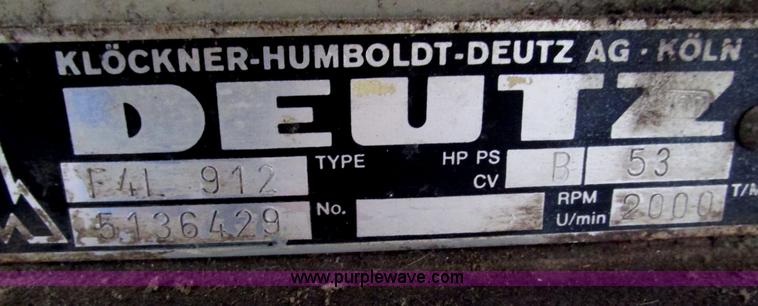 KLÖCKNER-HUMBOLDT-DEUTZ AG · KÖLN
DEUTZ
F4L 912 TYPE HP PS CV B 53
5136429 No. RPM U/min 2000 T/M
www.purplewave.com